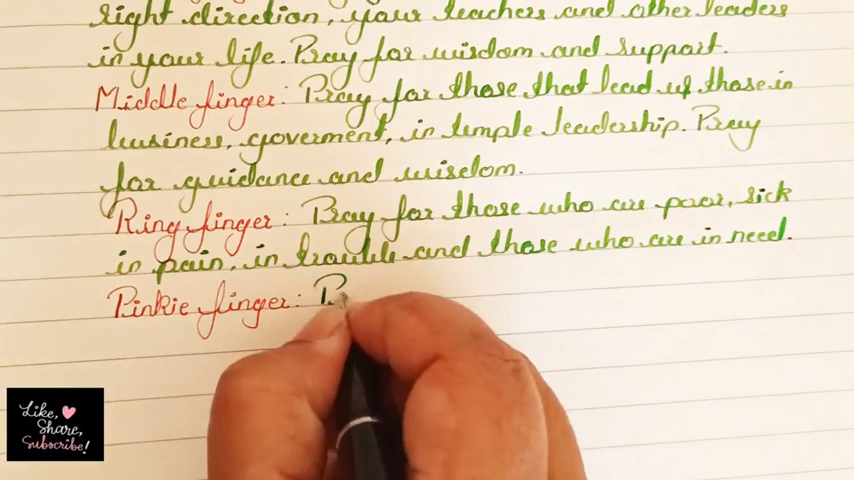 right direction, your teachers and other leaders
in your life. Pray for wisdom and support.
Middle finger: Pray for those that lead up those in
business, goverment, in temple leadership. Pray
for guidance and wisdom.
Ring finger: Pray for those who are poor, sick
in pain, in trouble and those who are in need.
Pinkie finger: P
Like,
Share,
Subscribe!